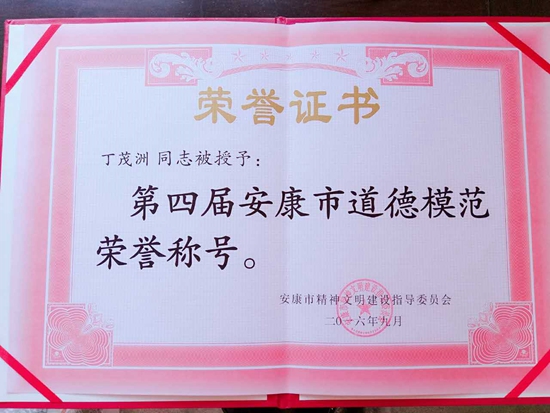 荣誉证书
丁茂洲 同志被授予：
第四届安康市道德模范
荣誉称号。
安康市精神文明建设指导委员会
二〇一六年九月